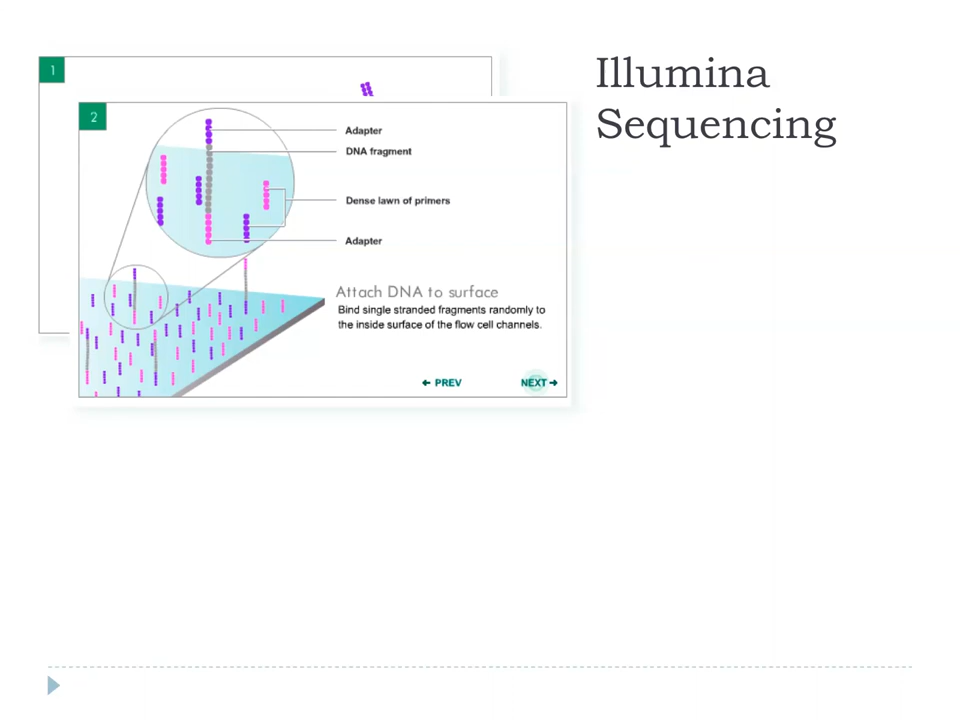 Illumina
Sequencing
1
2
Adapter
DNA fragment
Dense lawn of primers
Adapter
Attach DNA to surface
Bind single stranded fragments randomly to
the inside surface of the flow cell channels.
PREV
NEXT